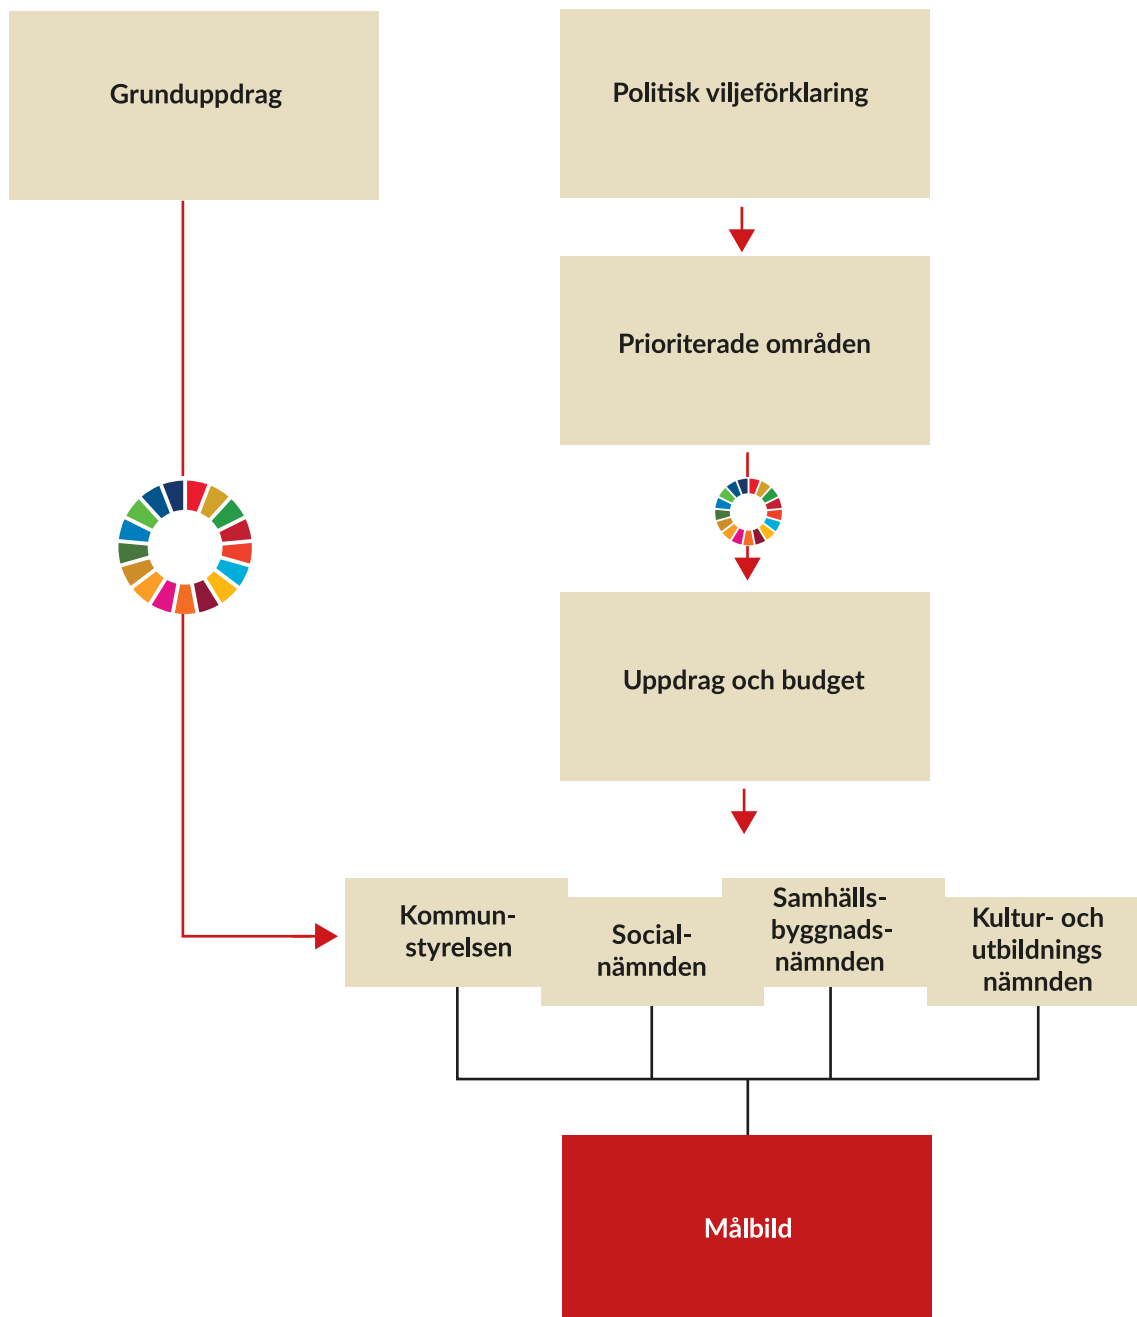 Grunduppdrag
Politisk viljeförklaring
Prioriterade områden
Uppdrag och budget
Kommun-
styrelsen
Social-
nämnden
Samhälls-
byggnads-
nämnden
Kultur- och
utbildnings
nämnden
Målbild